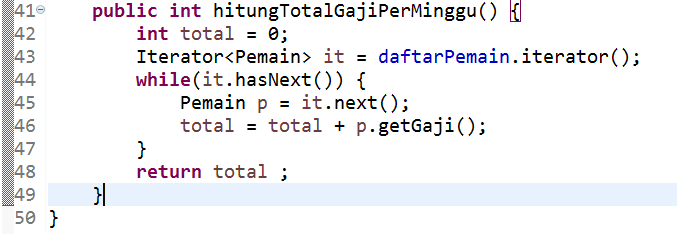 41 public int hitungTotalGajiPerMinggu() {
42 int total = 0;
43 Iterator<Pemain> it = daftarPemain.iterator();
44 while(it.hasNext()) {
45 Pemain p = it.next();
46 total = total + p.getGaji();
47 }
48 return total ;
49 }
50 }